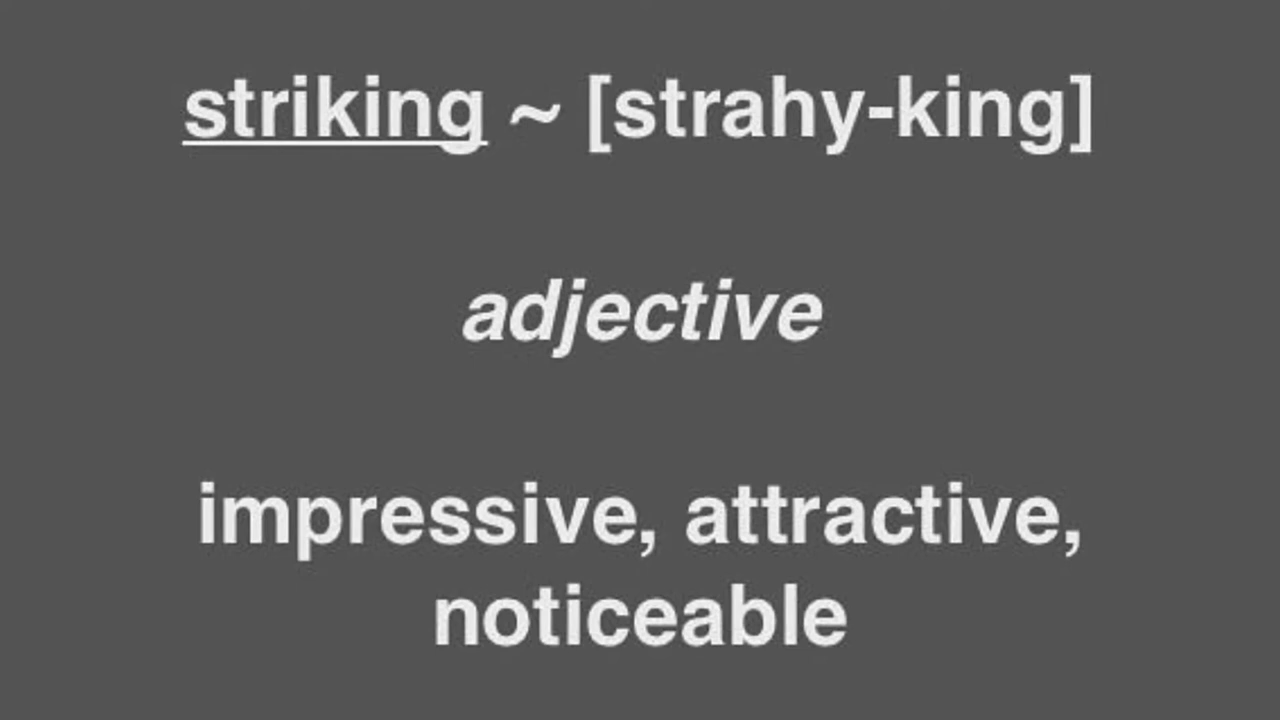 striking ~ [strahy-king]
adjective
impressive, attractive,
noticeable